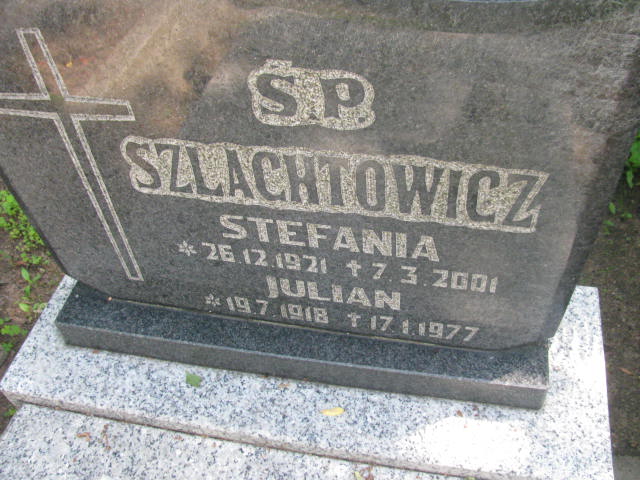 ŚP
SZLACHTOWICZ
STEFANIA
*26.12.1921 +7.3.2001
JULIAN
*19.7.1918 +17.1.1977